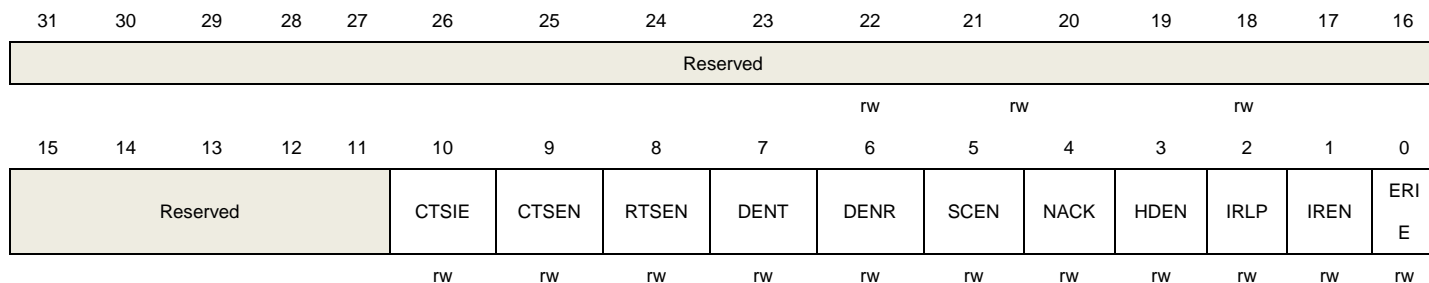 31 30 29 28 27 26 25 24 23 22 21 20 19 18 17 16
Reserved
rw rw rw
15 14 13 12 11 10 9 8 7 6 5 4 3 2 1 0
Reserved CTSIE CTSEN RTSEN DENT DENR SCEN NACK HDEN IRLP IREN ERI
E
rw rw rw rw rw rw rw rw rw rw rw